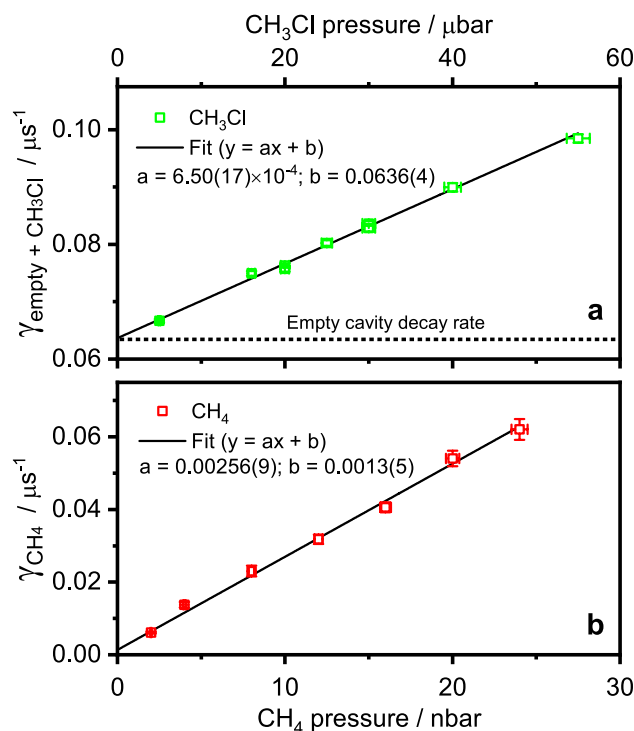 CH₃Cl pressure / μbar
0 20 40 60
γempty + CH₃Cl / μs⁻¹
0.10
0.08
0.06
CH₃Cl
Fit (y = ax + b)
a = 6.50(17)×10⁻⁴; b = 0.0636(4)
Empty cavity decay rate
a
γCH₄ / μs⁻¹
0.06
0.04
0.02
0.00
CH₄
Fit (y = ax + b)
a = 0.00256(9); b = 0.0013(5)
b
0 10 20 30
CH₄ pressure / nbar